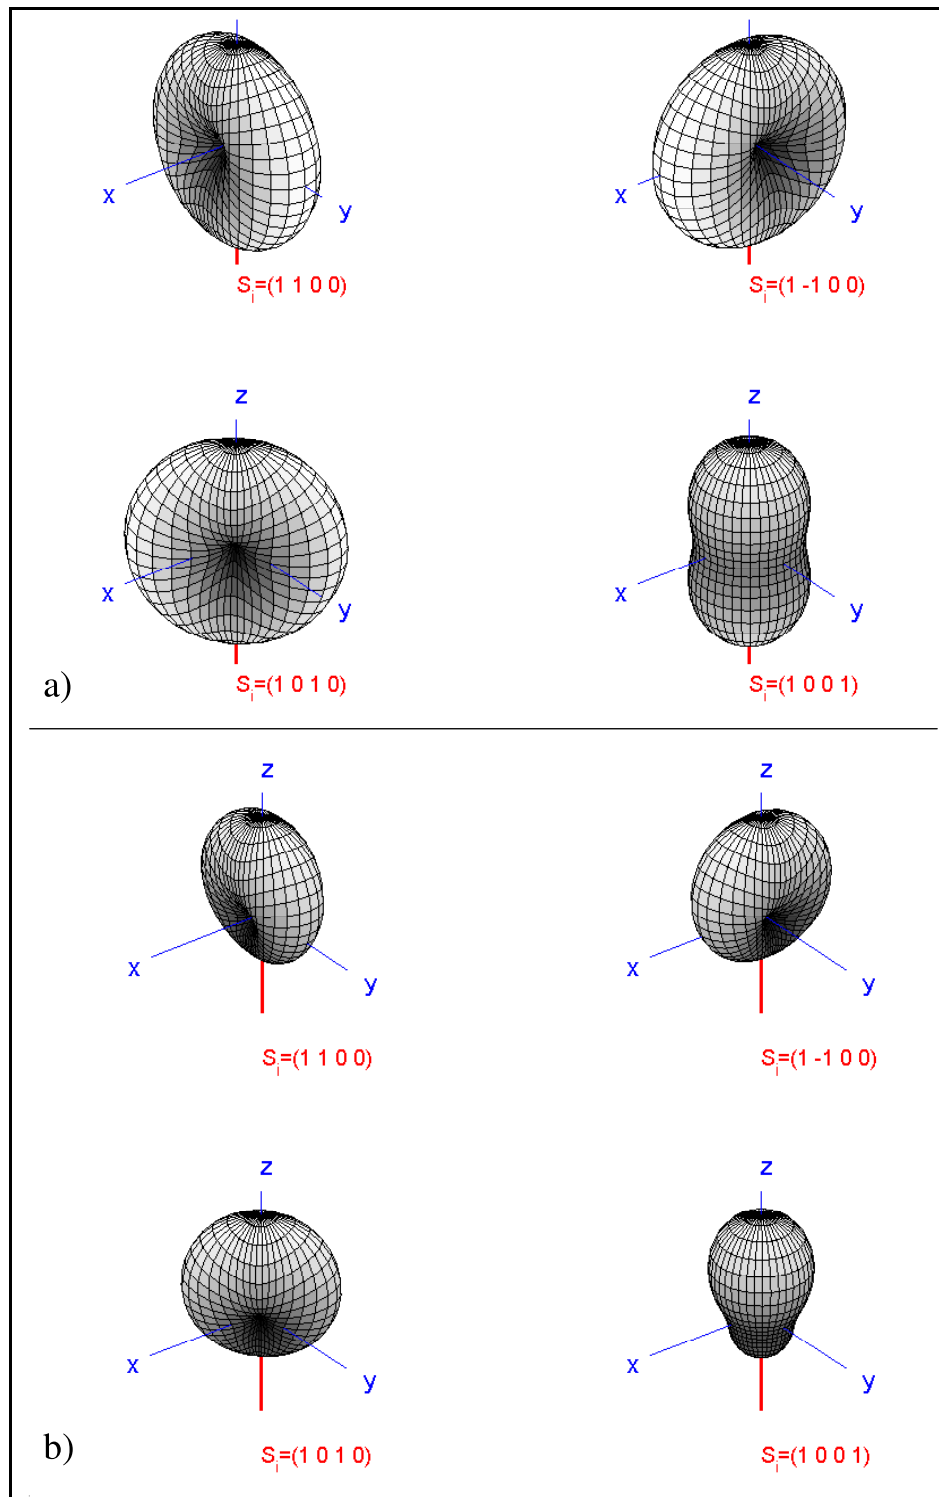 x
y
S_i=(1 1 0 0)
x
y
S_i=(1 -1 0 0)
z
x
y
S_i=(1 0 1 0)
z
x
y
S_i=(1 0 0 1)
a)
z
x
y
S_i=(1 1 0 0)
z
x
y
S_i=(1 -1 0 0)
z
x
y
S_i=(1 0 1 0)
z
x
y
S_i=(1 0 0 1)
b)